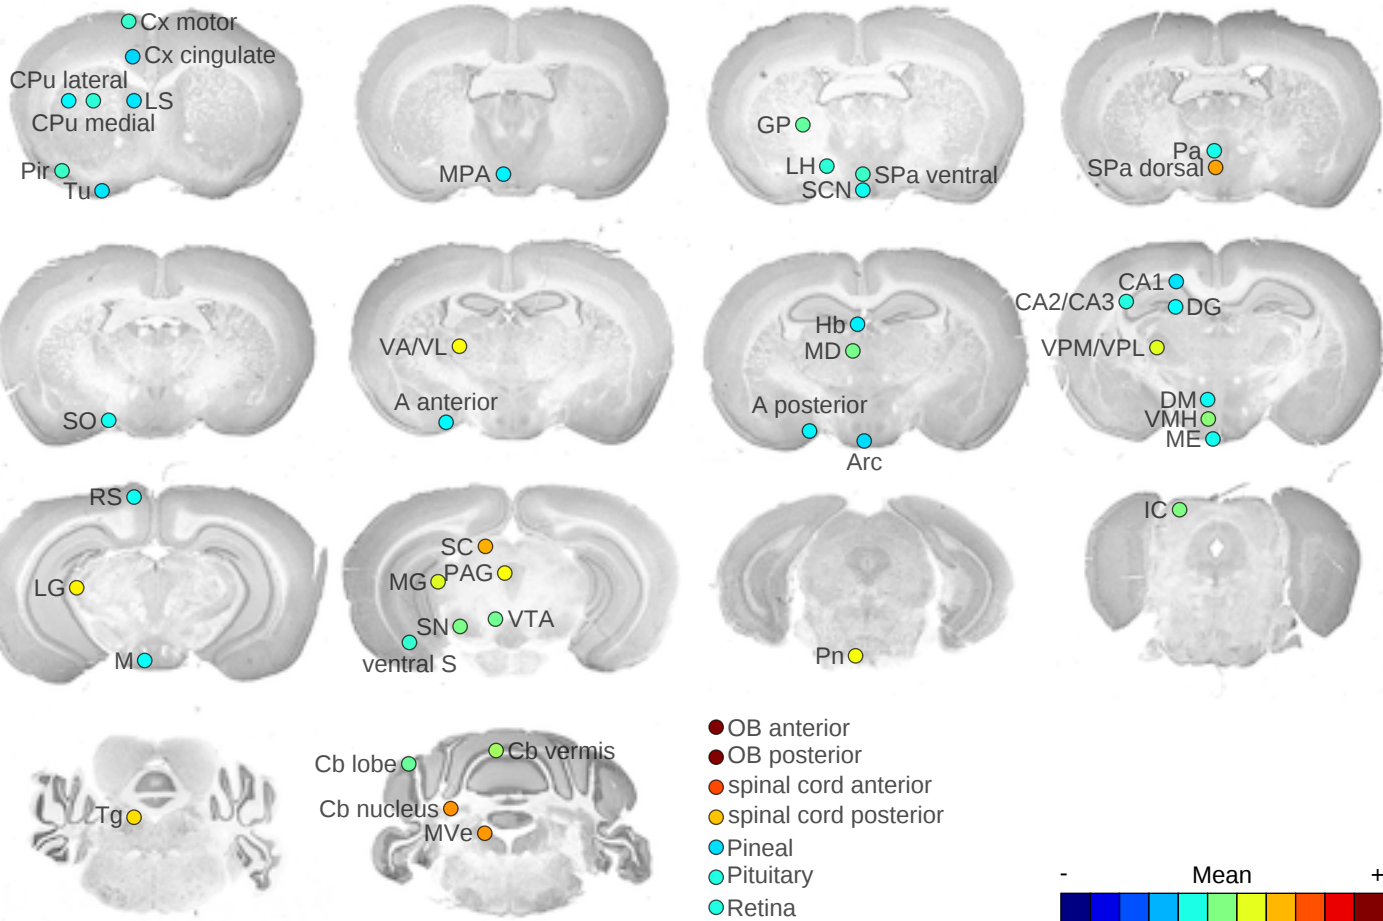 Cx motor
Cx cingulate
CPu lateral
LS
CPu medial
Pir
Tu
MPA
GP
LH
SPa ventral
SCN
Pa
SPa dorsal
SO
VA/VL
A anterior
Hb
MD
A posterior
Arc
CA1
CA2/CA3
DG
VPM/VPL
DM
VMH
ME
RS
LG
M
SC
MG
PAG
SN
VTA
ventral S
Pn
IC
Tg
Cb lobe
Cb vermis
Cb nucleus
MVe
OB anterior
OB posterior
spinal cord anterior
spinal cord posterior
Pineal
Pituitary
Retina
- Mean +